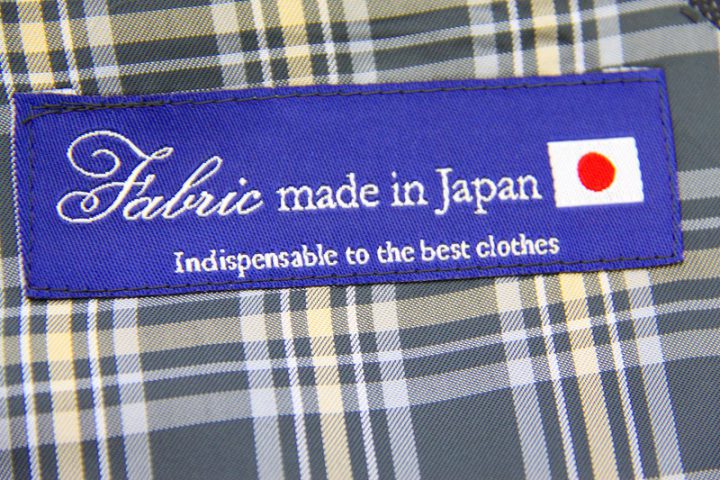 Fabric made in Japan
Indispensable to the best clothes